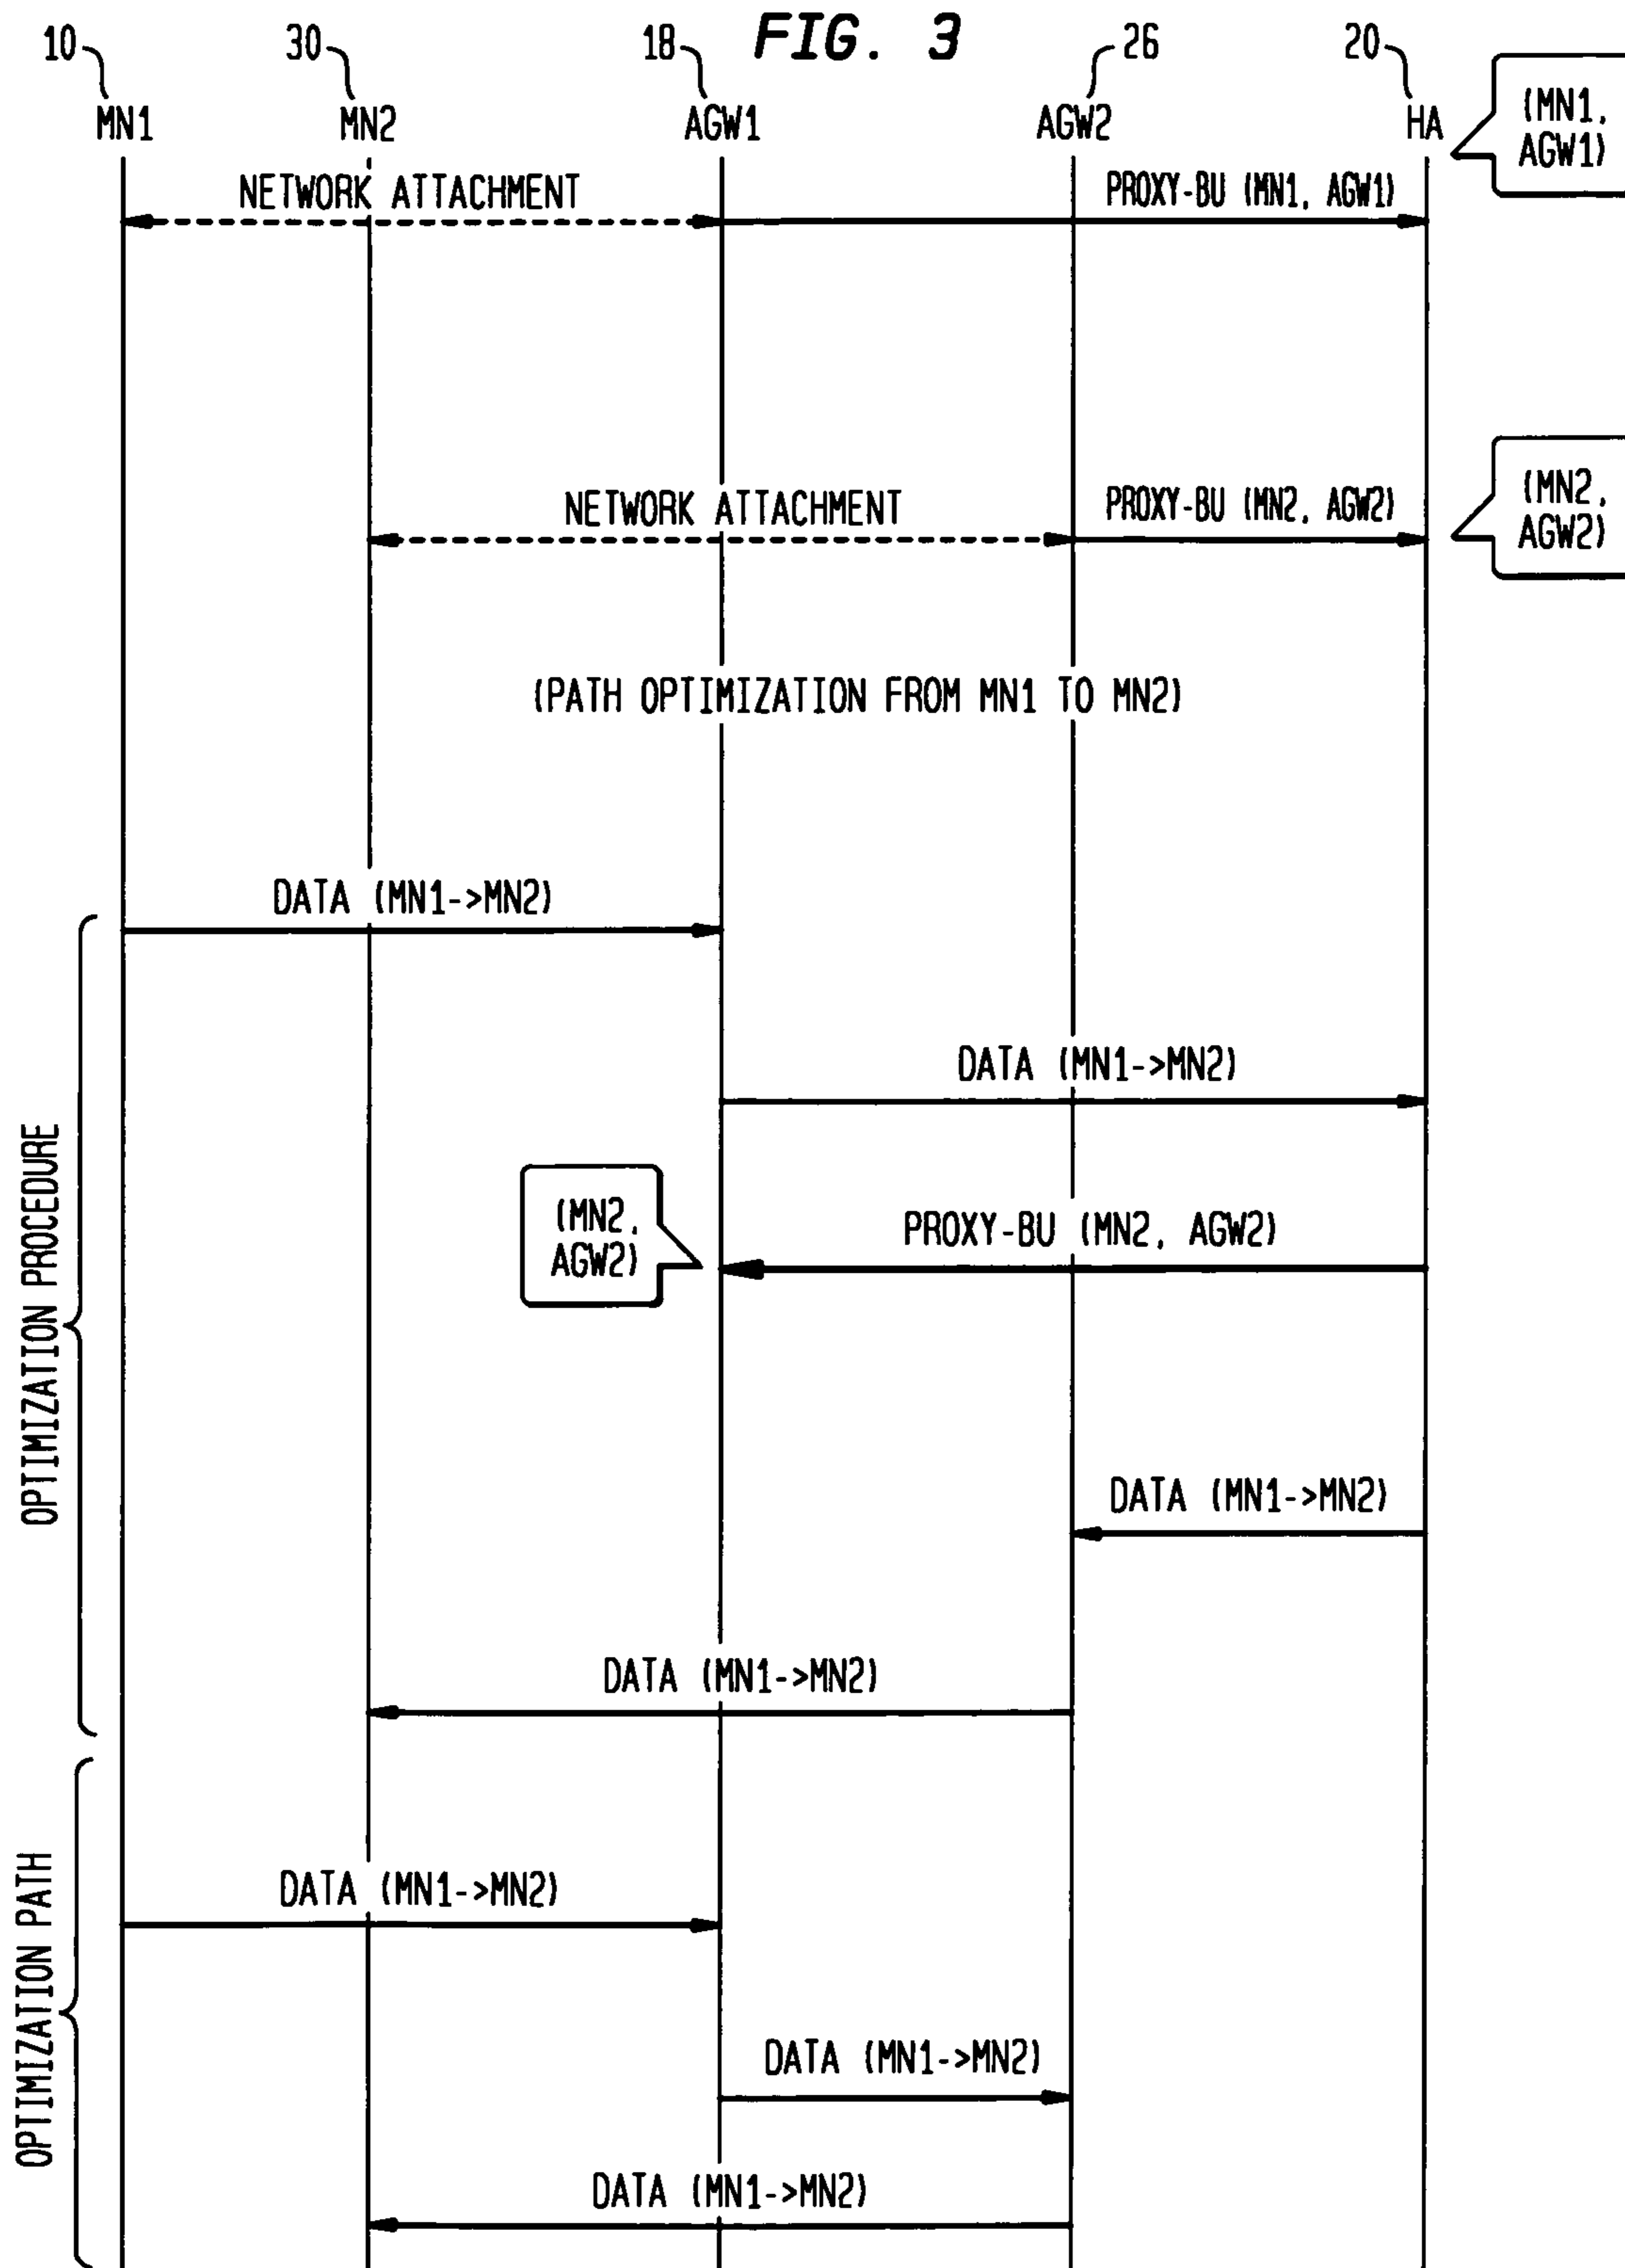 FIG. 3
10 30 18 26 20
MN1 MN2 AGW1 AGW2 HA
(MN1,
AGW1)
NETWORK ATTACHMENT
PROXY-BU (MN1, AGW1)
(MN2,
AGW2)
NETWORK ATTACHMENT
PROXY-BU (MN2, AGW2)
(PATH OPTIMIZATION FROM MN1 TO MN2)
OPTIMIZATION PROCEDURE
DATA (MN1->MN2)
DATA (MN1->MN2)
(MN2,
AGW2)
PROXY-BU (MN2, AGW2)
DATA (MN1->MN2)
DATA (MN1->MN2)
OPTIMIZATION PATH
DATA (MN1->MN2)
DATA (MN1->MN2)
DATA (MN1->MN2)